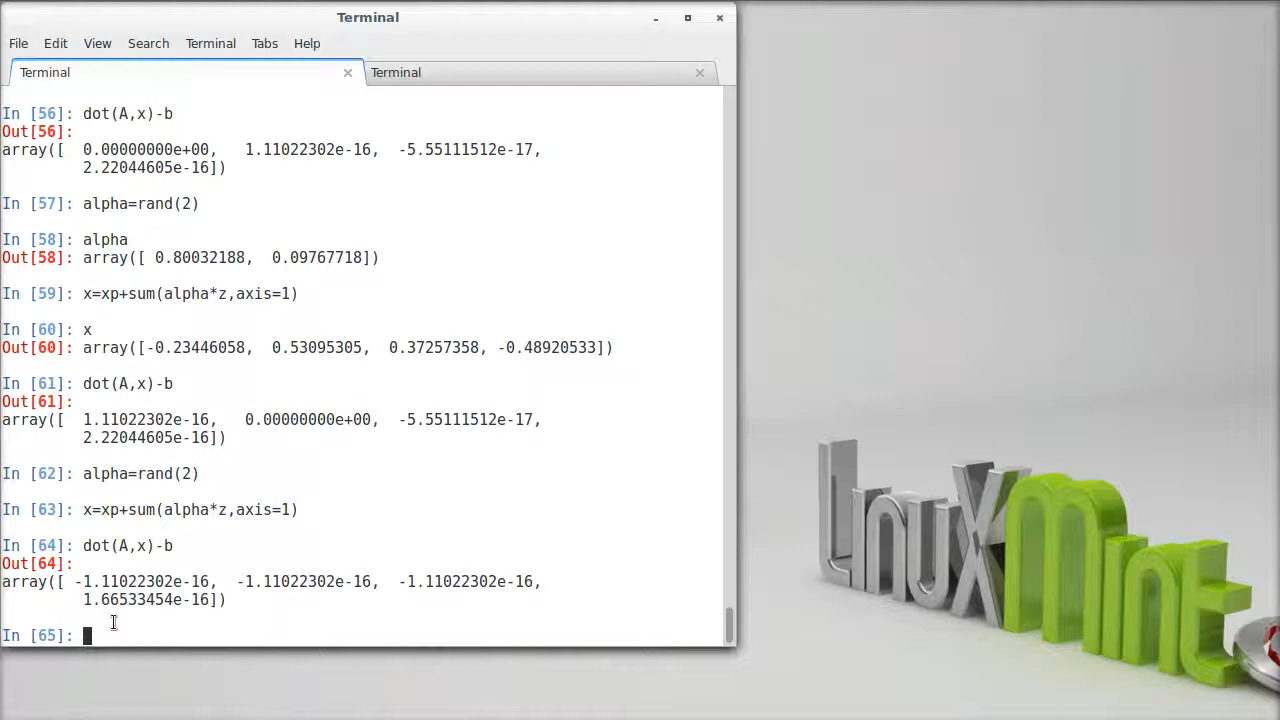 Terminal
File Edit View Search Terminal Tabs Help
Terminal
Terminal
In [56]: dot(A,x)-b
Out[56]:
array([  0.00000000e+00,   1.11022302e-16,  -5.55111512e-17,
         2.22044605e-16])
In [57]: alpha=rand(2)
In [58]: alpha
Out[58]: array([ 0.80032188,  0.09767718])
In [59]: x=xp+sum(alpha*z,axis=1)
In [60]: x
Out[60]: array([-0.23446058,  0.53095305,  0.37257358, -0.48920533])
In [61]: dot(A,x)-b
Out[61]:
array([  1.11022302e-16,   0.00000000e+00,  -5.55111512e-17,
         2.22044605e-16])
In [62]: alpha=rand(2)
In [63]: x=xp+sum(alpha*z,axis=1)
In [64]: dot(A,x)-b
Out[64]:
array([ -1.11022302e-16,  -1.11022302e-16,  -1.11022302e-16,
         1.66533454e-16])
In [65]:
LinuxMint